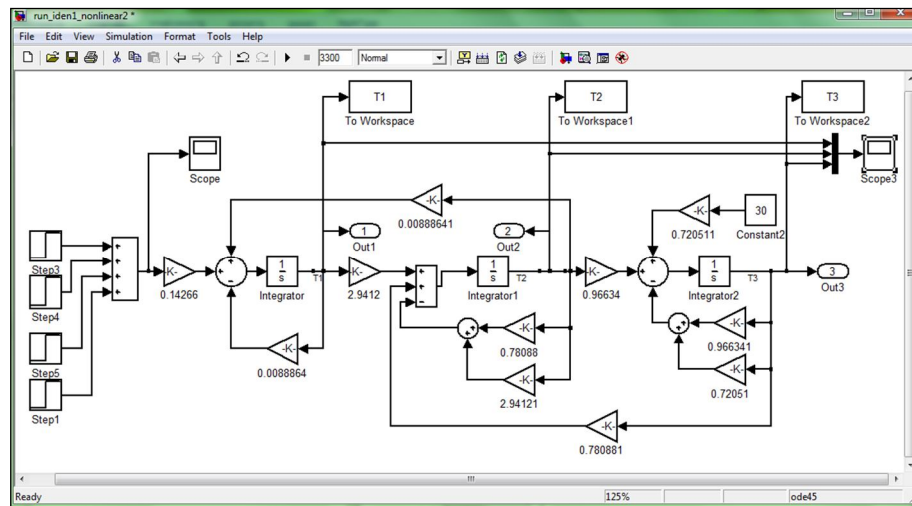 run_iden1_nonlinear2 *
File Edit View Simulation Format Tools Help
3300 Normal
T1
To Workspace
T2
To Workspace1
T3
To Workspace2
Scope
Scope3
-K-
0.00888641
-K-
0.720511
30
Constant2
1
Out1
2
Out2
Step3
Step4
Step5
Step1
-K-
0.14266
1
s
Integrator
T1
-K-
2.9412
1
s
Integrator1
T2
-K-
0.96634
1
s
Integrator2
T3
3
Out3
-K-
0.0088864
-K-
0.78088
-K-
2.94121
-K-
0.966341
-K-
0.72051
-K-
0.780881
Ready 125% ode45